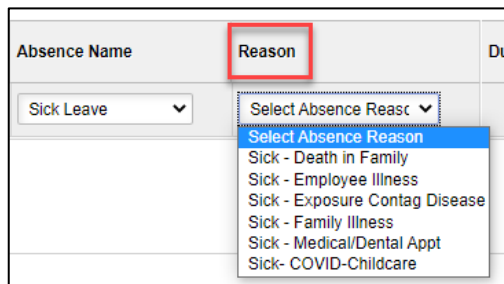 Absence Name Reason Du
Sick Leave Select Absence Reasc
Select Absence Reason
Sick - Death in Family
Sick - Employee Illness
Sick - Exposure Contag Disease
Sick - Family Illness
Sick - Medical/Dental Appt
Sick- COVID-Childcare